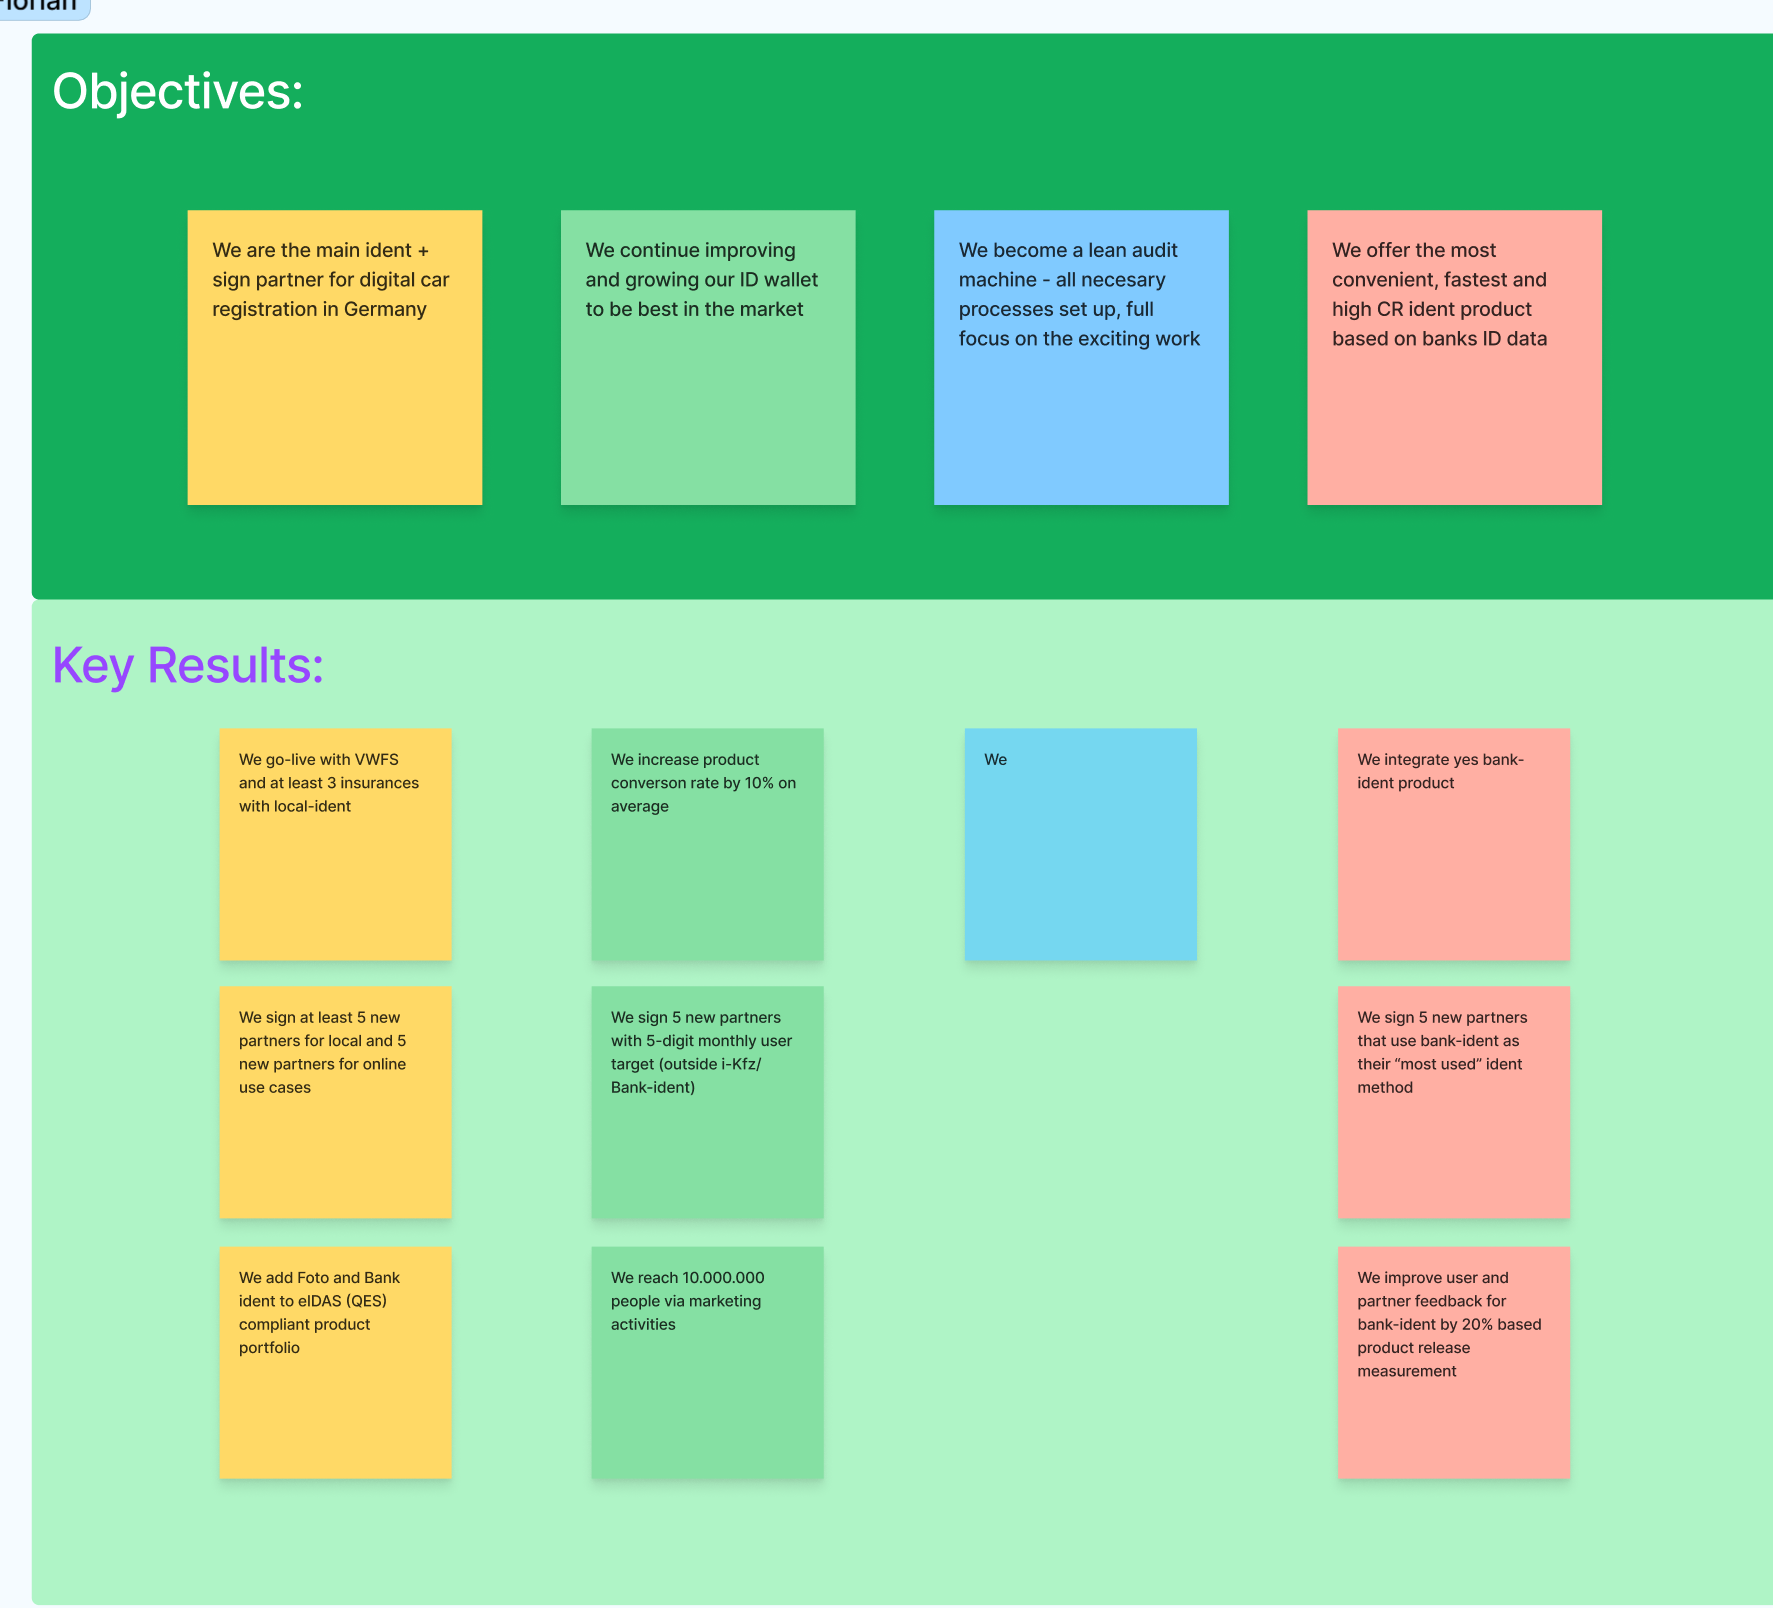 Florian
Objectives:
We are the main ident +
sign partner for digital car
registration in Germany
We continue improving
and growing our ID wallet
to be best in the market
We become a lean audit
machine - all necesary
processes set up, full
focus on the exciting work
We offer the most
convenient, fastest and
high CR ident product
based on banks ID data
Key Results:
We go-live with VWFS
and at least 3 insurances
with local-ident
We increase product
converson rate by 10% on
average
We
We integrate yes bank-
ident product
We sign at least 5 new
partners for local and 5
new partners for online
use cases
We sign 5 new partners
with 5-digit monthly user
target (outside i-Kfz/
Bank-ident)
We sign 5 new partners
that use bank-ident as
their “most used” ident
method
We add Foto and Bank
ident to eIDAS (QES)
compliant product
portfolio
We reach 10.000.000
people via marketing
activities
We improve user and
partner feedback for
bank-ident by 20% based
product release
measurement